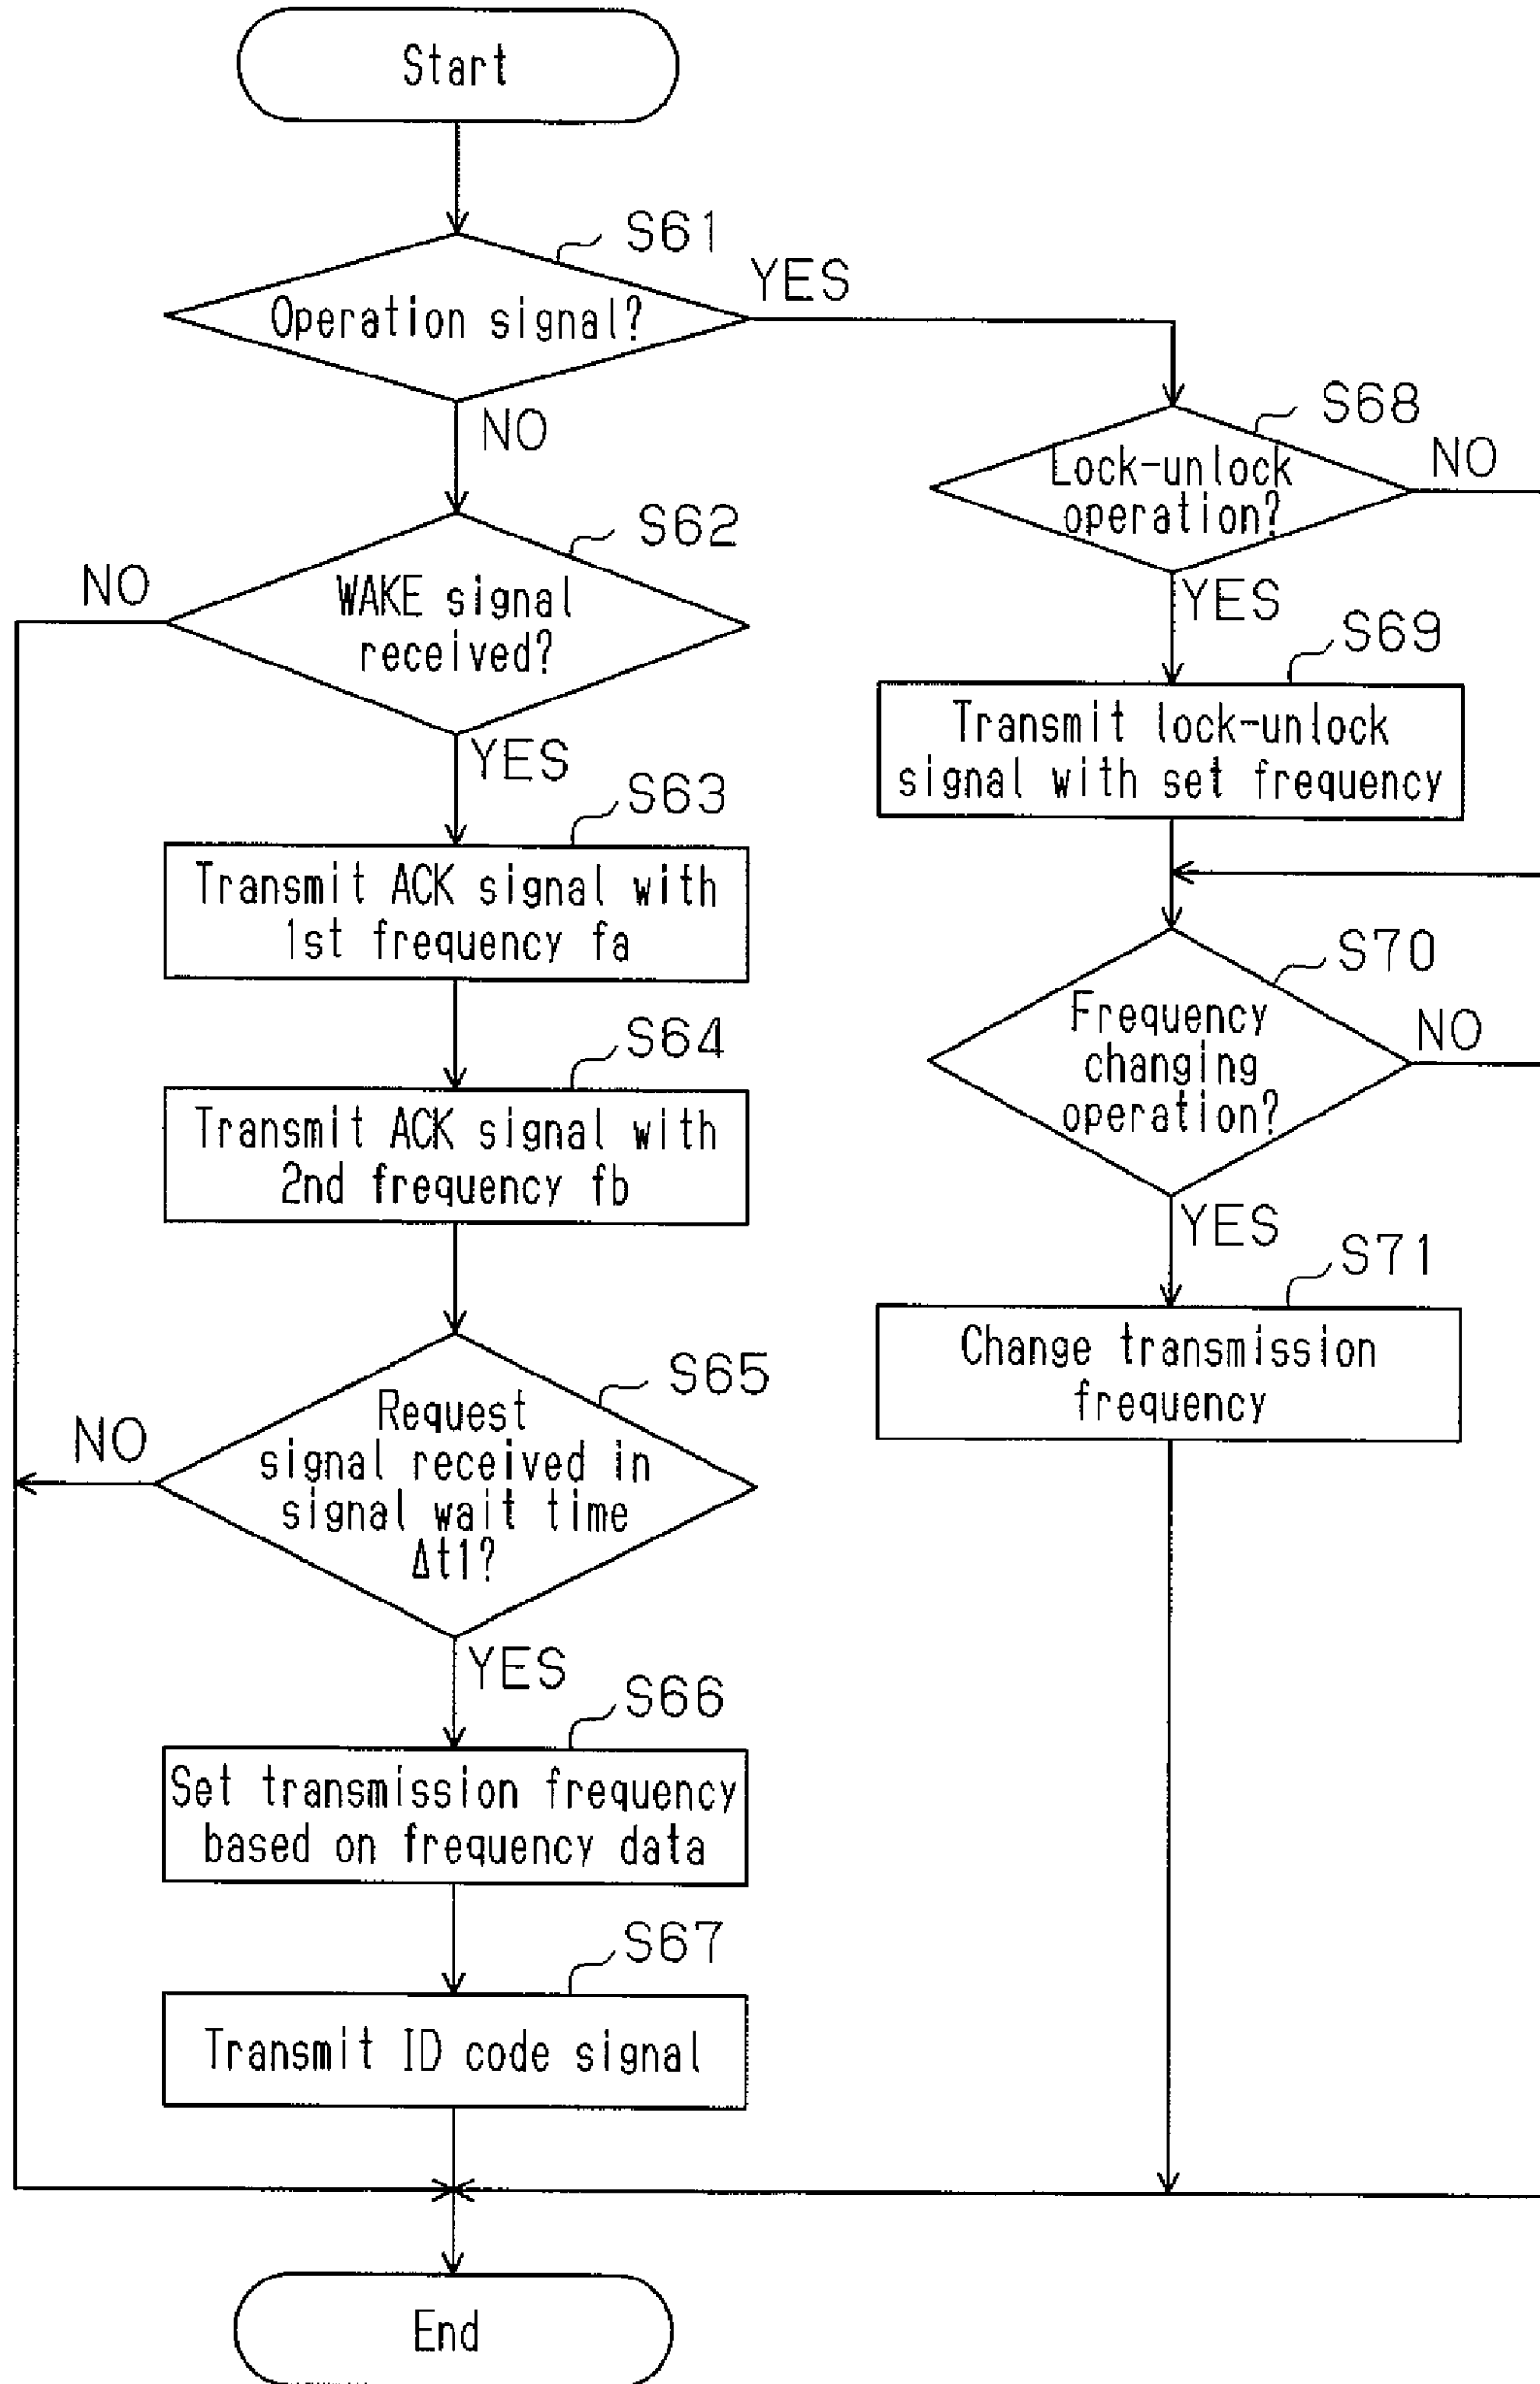 Start
S61
Operation signal?
YES
NO
S62
WAKE signal
received?
NO
YES
S63
Transmit ACK signal with
1st frequency fa
S64
Transmit ACK signal with
2nd frequency fb
S65
Request
signal received in
signal wait time
Δt1?
NO
YES
S66
Set transmission frequency
based on frequency data
S67
Transmit ID code signal
S68
Lock-unlock
operation?
NO
YES
S69
Transmit lock-unlock
signal with set frequency
S70
Frequency
changing
operation?
NO
YES
S71
Change transmission
frequency
End